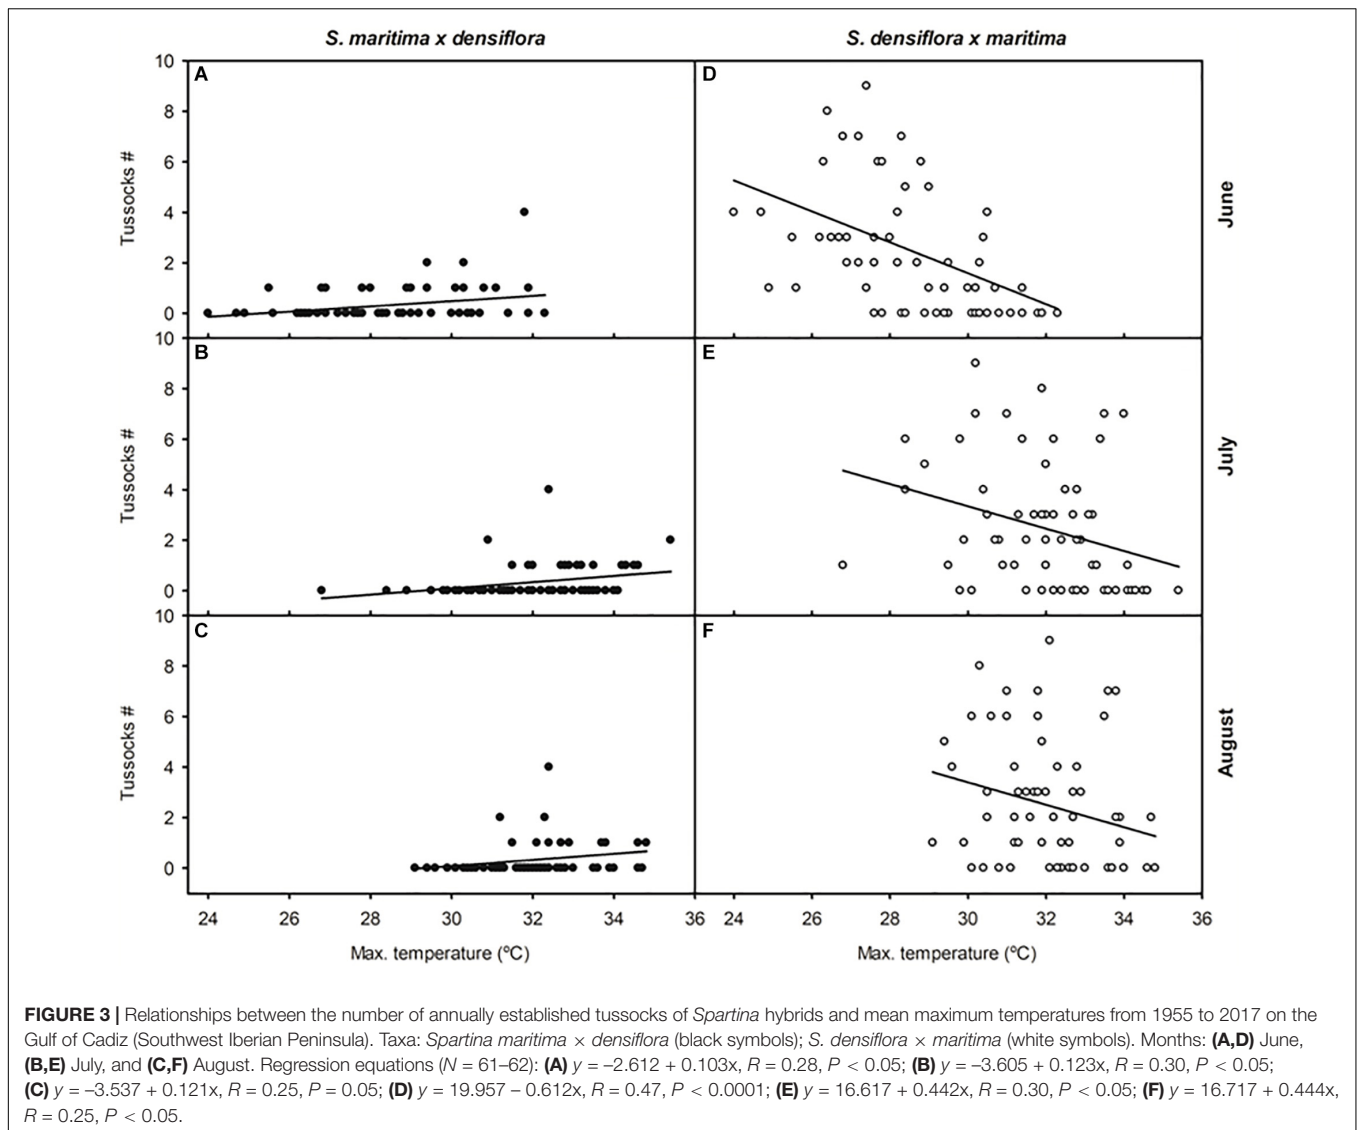 S. maritima x densiflora
S. densiflora x maritima
A
10
8
6
4
2
0
Tussocks #
D
June
B
10
8
6
4
2
0
Tussocks #
E
July
C
10
8
6
4
2
0
Tussocks #
F
August
24 26 28 30 32 34 36
24 26 28 30 32 34 36
Max. temperature (ºC)
Max. temperature (ºC)
FIGURE 3 | Relationships between the number of annually established tussocks of Spartina hybrids and mean maximum temperatures from 1955 to 2017 on the
Gulf of Cadiz (Southwest Iberian Peninsula). Taxa: Spartina maritima × densiflora (black symbols); S. densiflora × maritima (white symbols). Months: (A,D) June,
(B,E) July, and (C,F) August. Regression equations (N = 61–62): (A) y = –2.612 + 0.103x, R = 0.28, P < 0.05; (B) y = –3.605 + 0.123x, R = 0.30, P < 0.05;
(C) y = –3.537 + 0.121x, R = 0.25, P = 0.05; (D) y = 19.957 – 0.612x, R = 0.47, P < 0.0001; (E) y = 16.617 + 0.442x, R = 0.30, P < 0.05; (F) y = 16.717 + 0.444x,
R = 0.25, P < 0.05.